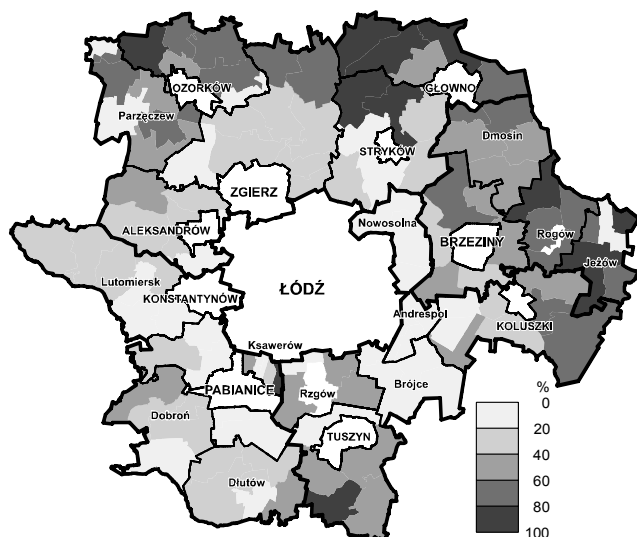 OZORKÓW
GŁOWNO
Parzęczew
Dmosin
STRYKÓW
ZGIERZ
Nowosolna
ALEKSANDRÓW
BRZEZINY
Rogów
Jeżów
Lutomiersk
KONSTANTYNÓW
ŁÓDŹ
Andrespol
KOLUSZKI
Ksawerów
PABIANICE
Rzgów
Brójce
Dobroń
TUSZYN
Dłutów
%
0
20
40
60
80
100